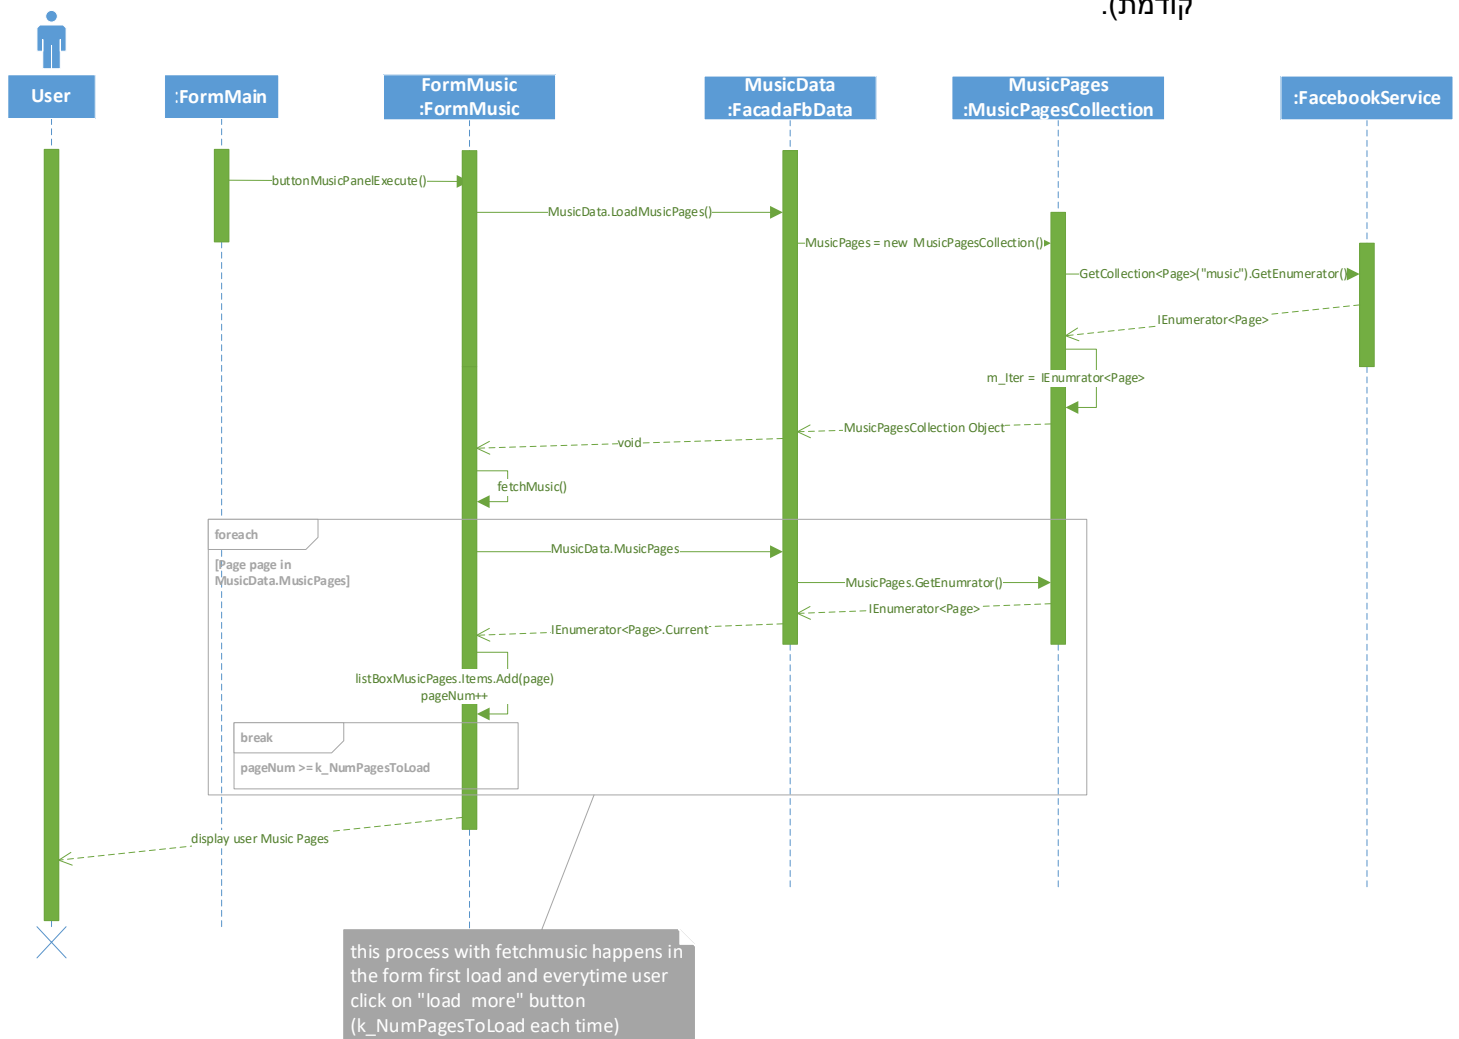 קודמת).
User
:FormMain
FormMusic
:FormMusic
MusicData
:FacadaFbData
MusicPages
:MusicPagesCollection
:FacebookService
buttonMusicPanelExecute()
MusicData.LoadMusicPages()
MusicPages = new MusicPagesCollection()
GetCollection<Page>("music").GetEnumerator()
IEnumerator<Page>
m_Iter = IEnumrator<Page>
MusicPagesCollection Object
void
fetchMusic()
foreach
[Page page in
MusicData.MusicPages]
MusicData.MusicPages
MusicPages.GetEnumrator()
IEnumerator<Page>
IEnumerator<Page>.Current
listBoxMusicPages.Items.Add(page)
pageNum++
break
pageNum >= k_NumPagesToLoad
display user Music Pages
this process with fetchmusic happens in
the form first load and everytime user
click on "load more" button
(k_NumPagesToLoad each time)